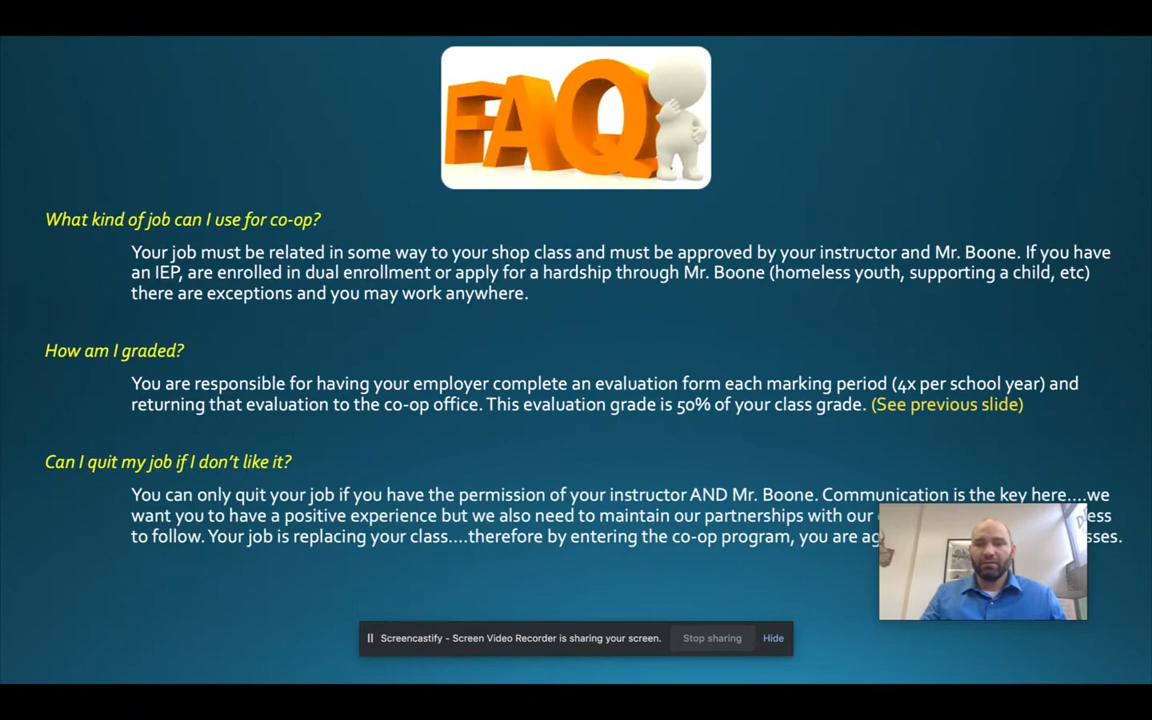 FAQ
What kind of job can I use for co-op?
Your job must be related in some way to your shop class and must be approved by your instructor and Mr. Boone. If you have
an IEP, are enrolled in dual enrollment or apply for a hardship through Mr. Boone (homeless youth, supporting a child, etc)
there are exceptions and you may work anywhere.
How am I graded?
You are responsible for having your employer complete an evaluation form each marking period (4x per school year) and
returning that evaluation to the co-op office. This evaluation grade is 50% of your class grade. (See previous slide)
Can I quit my job if I don't like it?
You can only quit your job if you have the permission of your instructor AND Mr. Boone. Communication is the key here....we
want you to have a positive experience but we also need to maintain our partnerships with our
to follow. Your job is replacing your class....therefore by entering the co-op program, you are
Screencastify - Screen Video Recorder is sharing your screen.
Stop sharing
Hide